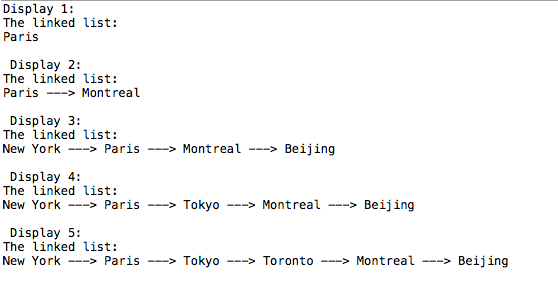 Display 1:
The linked list:
Paris
Display 2:
The linked list:
Paris ---> Montreal
Display 3:
The linked list:
New York ---> Paris ---> Montreal ---> Beijing
Display 4:
The linked list:
New York ---> Paris ---> Tokyo ---> Montreal ---> Beijing
Display 5:
The linked list:
New York ---> Paris ---> Tokyo ---> Toronto ---> Montreal ---> Beijing